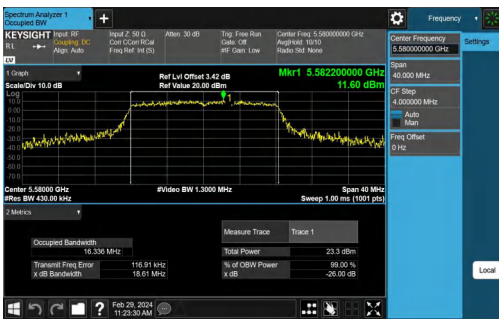 Spectrum Analyzer 1
Occupied BW
Frequency
KEYSIGHT Input: RF Input Z: 50 Ω Atten: 30 dB Trig: Free Run Center Freq: 5.580000000 GHz
RL Coupling: DC Corr CCorr RCal Gate: Off Avg|Hold: 10/10
Align: Auto Freq Ref: Int (S) #IF Gain: Low Radio Std: None
Center Frequency
5.580000000 GHz
Settings
Span
40.000 MHz
CF Step
4.000000 MHz
Auto
Man
Freq Offset
0 Hz
Local
1 Graph
Ref Lvl Offset 3.42 dB
Mkr1 5.582200000 GHz
Scale/Div 10.0 dB
Ref Value 20.00 dBm
11.60 dBm
Log
10.0
0.00
-10.0
-20.0
-30.0
-40.0
-50.0
-60.0
-70.0
1
Center 5.58000 GHz
#Video BW 1.3000 MHz
Span 40 MHz
#Res BW 430.00 kHz
Sweep 1.00 ms (1001 pts)
2 Metrics
Measure Trace Trace 1
Occupied Bandwidth
16.336 MHz
Total Power 23.3 dBm
Transmit Freq Error 116.91 kHz
% of OBW Power 99.00 %
x dB Bandwidth 18.61 MHz
x dB -26.00 dB
Feb 29, 2024
11:23:30 AM